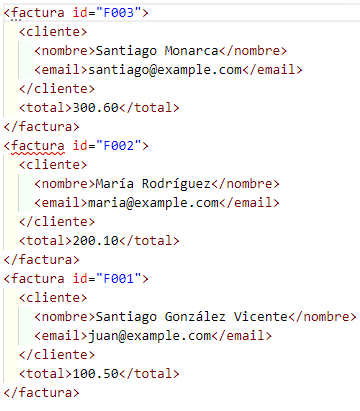 <factura id="F003">
<cliente>
<nombre>Santiago Monarca</nombre>
<email>santiago@example.com</email>
</cliente>
<total>300.60</total>
</factura>
<factura id="F002">
<cliente>
<nombre>María Rodríguez</nombre>
<email>maria@example.com</email>
</cliente>
<total>200.10</total>
</factura>
<factura id="F001">
<cliente>
<nombre>Santiago González Vicente</nombre>
<email>juan@example.com</email>
</cliente>
<total>100.50</total>
</factura>